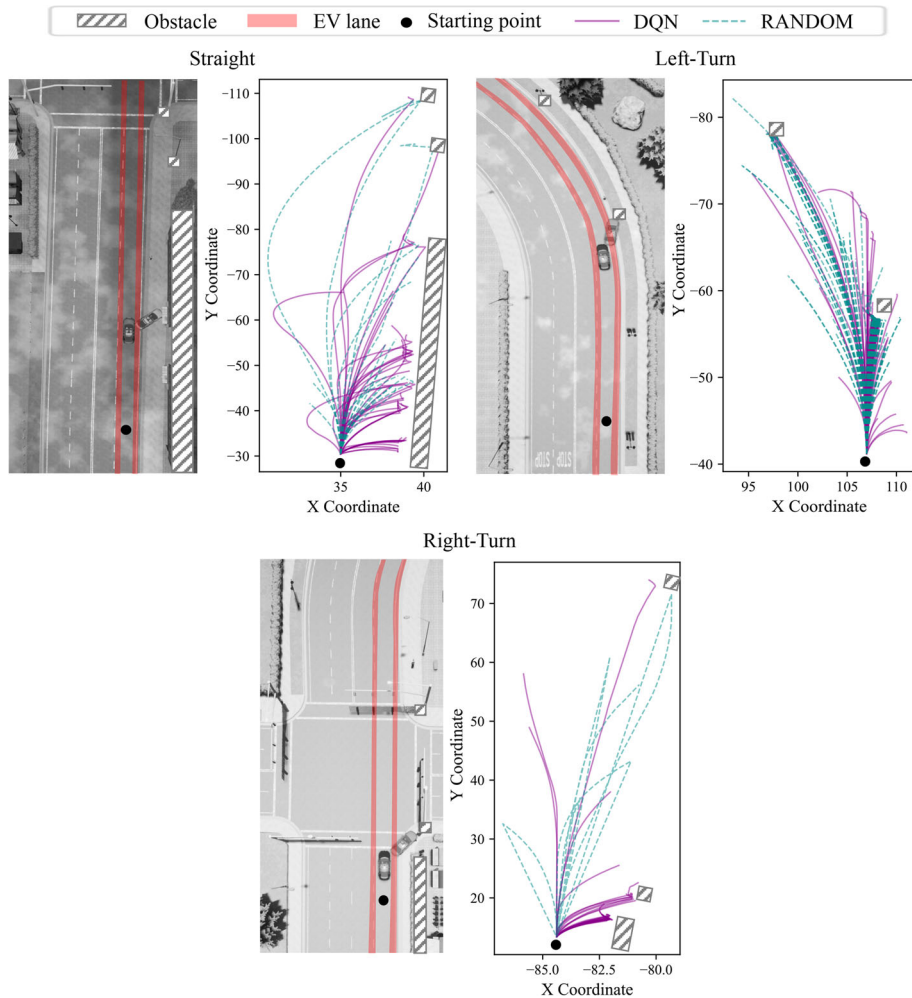 Obstacle EV lane Starting point DQN RANDOM
Straight
Left-Turn
Y Coordinate
−110
−100
−90
−80
−70
−60
−50
−40
−30
35 40
X Coordinate
STOP STOP
Y Coordinate
−80
−70
−60
−50
−40
95 100 105 110
X Coordinate
Right-Turn
Y Coordinate
70
60
50
40
30
20
−85.0 −82.5 −80.0
X Coordinate